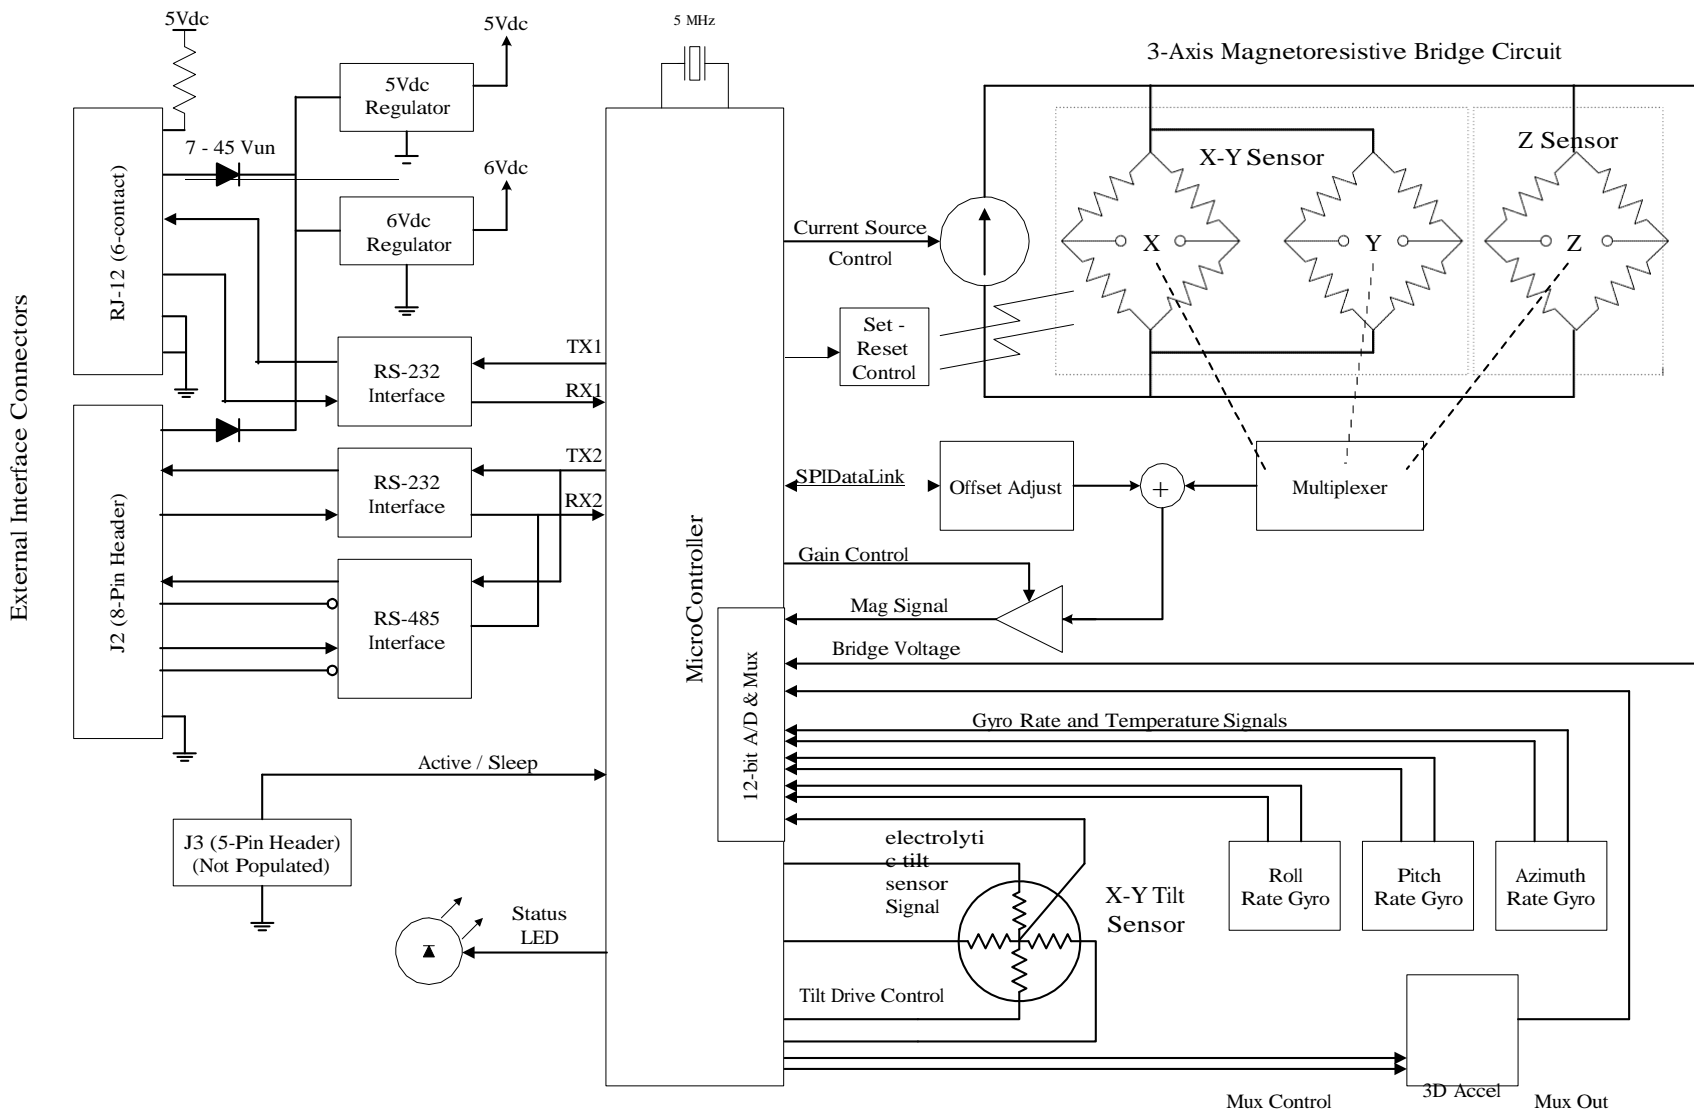 5Vdc
5 MHz
5Vdc
3-Axis Magnetoresistive Bridge Circuit
5Vdc
Regulator
7 - 45 Vun
X-Y Sensor
Z Sensor
6Vdc
6Vdc
Regulator
Current Source
Control
X
Y
Z
External Interface Connectors
RJ-12 (6-contact)
TX1
RS-232
Interface
RX1
Set -
Reset
Control
TX2
RS-232
Interface
RX2
SPIDataLink
Offset Adjust
+
Multiplexer
J2 (8-Pin Header)
MicroController
Gain Control
RS-485
Interface
Mag Signal
Bridge Voltage
12-bit A/D & Mux
Gyro Rate and Temperature Signals
Active / Sleep
J3 (5-Pin Header)
(Not Populated)
electrolyti
c tilt
sensor
Signal
X-Y Tilt
Sensor
Roll
Rate Gyro
Pitch
Rate Gyro
Azimuth
Rate Gyro
Status
LED
Tilt Drive Control
3D Accel
Mux Control
Mux Out